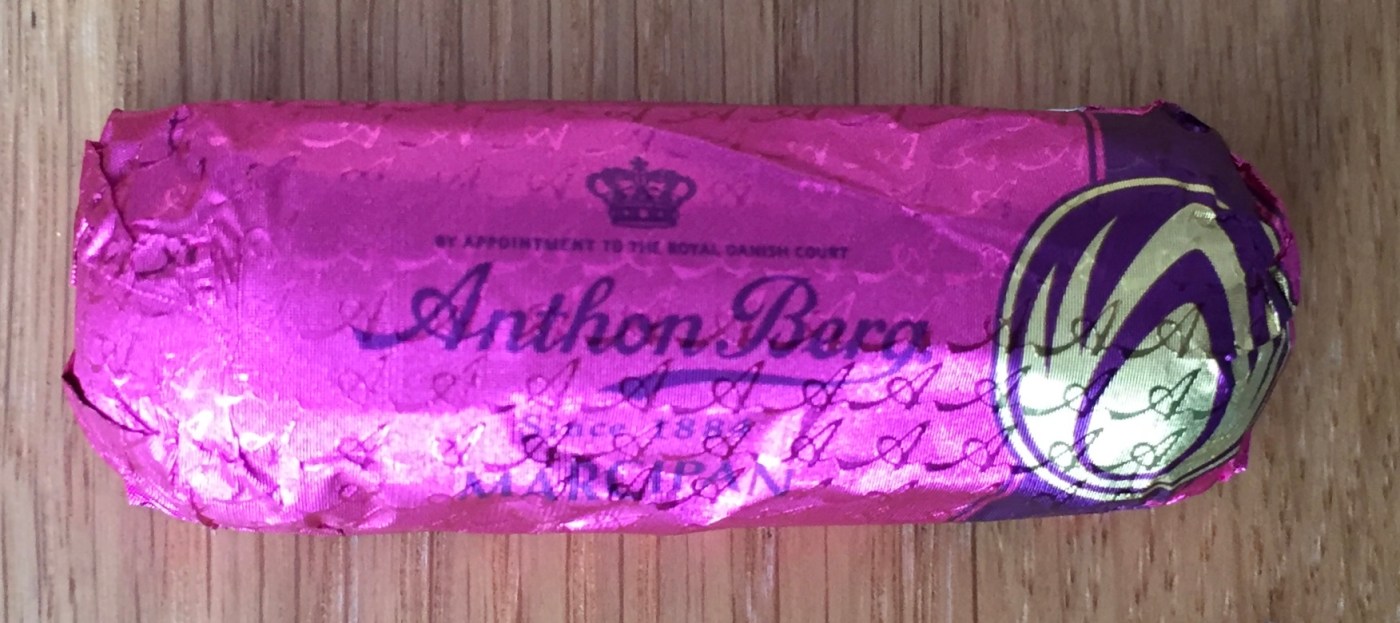 BY APPOINTMENT TO THE ROYAL DANISH COURT
Anthon Berg
Since 1884
MARCIPAN